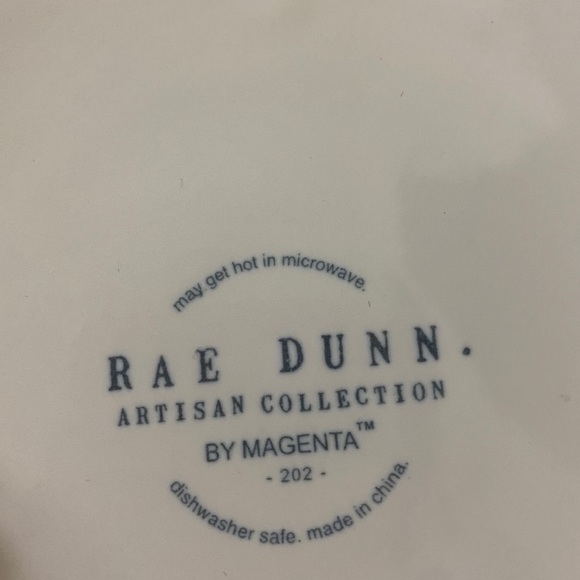 may get hot in microwave.
RAE DUNN.
ARTISAN COLLECTION
BY MAGENTA™
- 202 -
dishwasher safe. made in china.